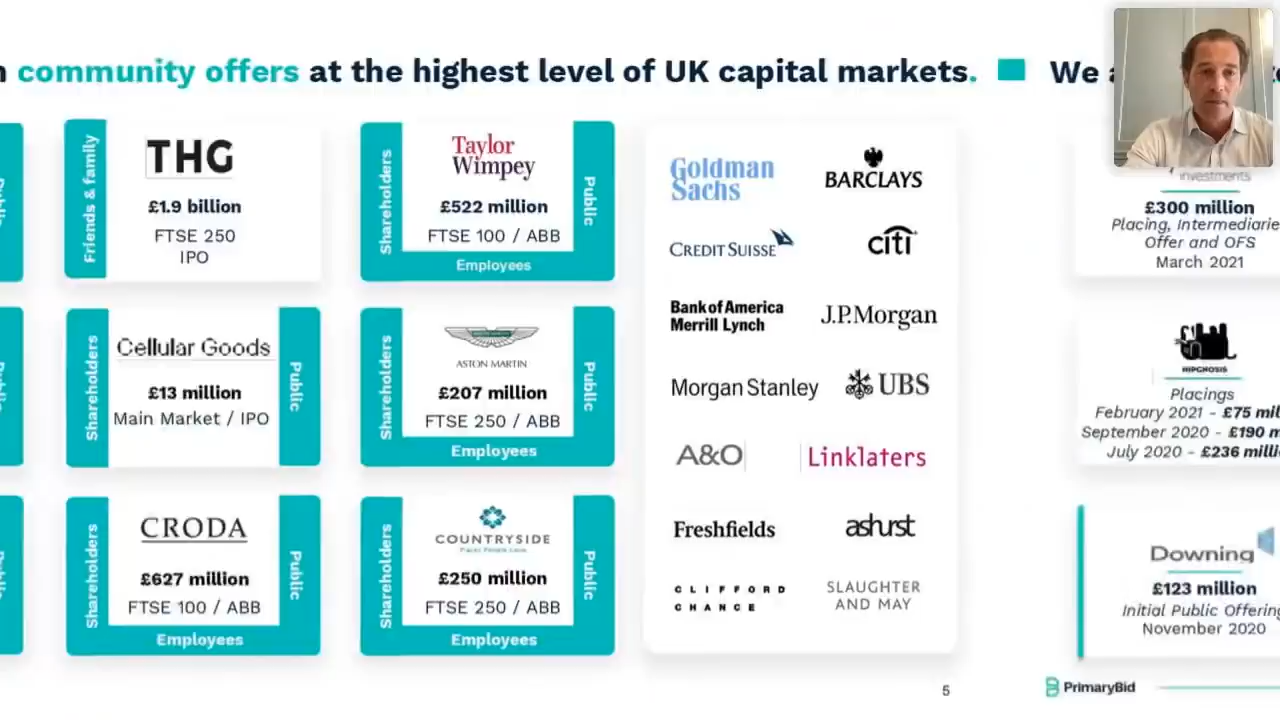 community offers at the highest level of UK capital markets.
We
Friends & family
THG
£1.9 billion
FTSE 250
IPO
Shareholders
Taylor
Wimpey
£522 million
FTSE 100 / ABB
Employees
Public
Shareholders
Cellular Goods
£13 million
Main Market / IPO
Public
Shareholders
ASTON MARTIN
£207 million
FTSE 250 / ABB
Employees
Public
Shareholders
CRODA
£627 million
FTSE 100 / ABB
Employees
Public
Shareholders
COUNTRYSIDE
Places People Love
£250 million
FTSE 250 / ABB
Employees
Public
Goldman
Sachs
BARCLAYS
CREDIT SUISSE
citi
Bank of America
Merrill Lynch
J.P.Morgan
Morgan Stanley
UBS
A&O
Linklaters
Freshfields
ashurst
CLIFFORD
CHANCE
SLAUGHTER
AND MAY
5
investments
£300 million
Placing, Intermediarie
Offer and OFS
March 2021
HIPGNOSIS
Placings
February 2021 - £75 mil
September 2020 - £190 m
July 2020 - £236 milli
Downing
£123 million
Initial Public Offering
November 2020
PrimaryBid